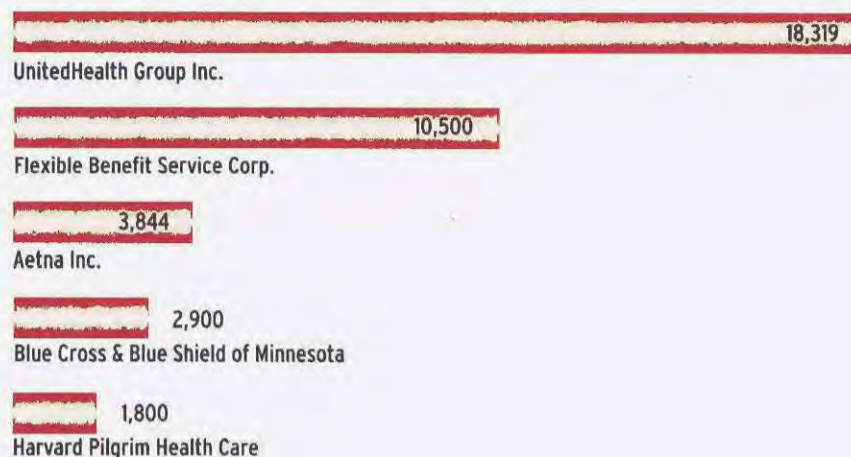 18,319
UnitedHealth Group Inc.
10,500
Flexible Benefit Service Corp.
3,844
Aetna Inc.
2,900
Blue Cross & Blue Shield of Minnesota
1,800
Harvard Pilgrim Health Care